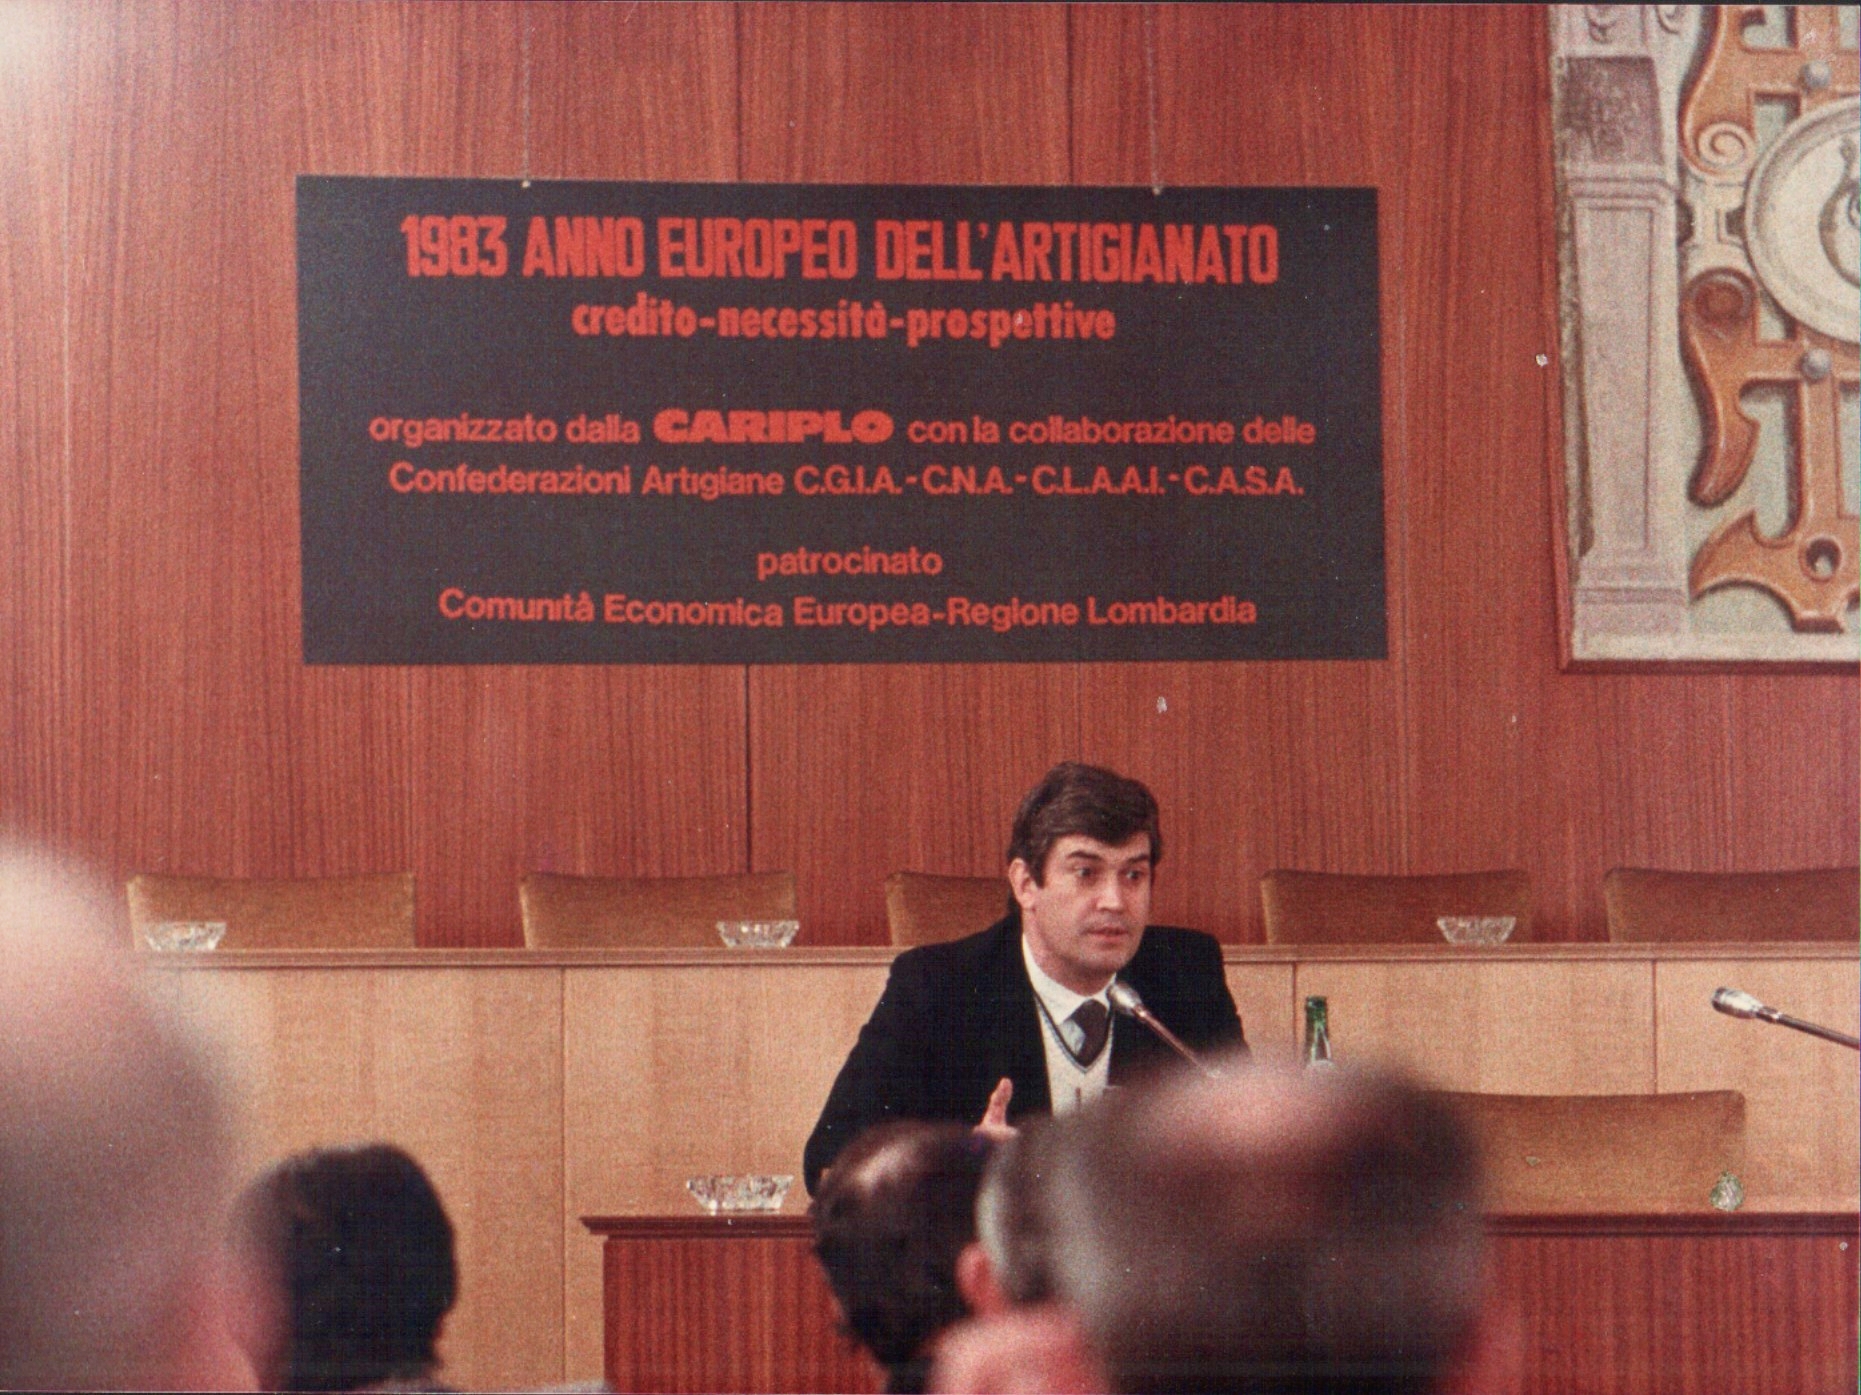 1983 ANNO EUROPEO DELL'ARTIGIANATO
credito-necessità-prospettive
organizzato dalla CARIPLO con la collaborazione delle
Confederazioni Artigiane C.G.I.A.-C.N.A.-C.L.A.A.I.-C.A.S.A.
patrocinato
Comunità Economica Europea-Regione Lombardia